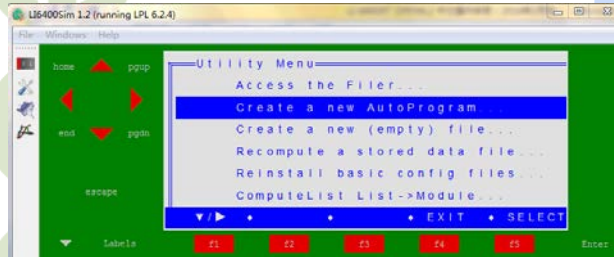 LI6400Sim 1.2 (running LPL 6.2.4)
File Windows Help
home pgup
end pgdn
escape
Utility Menu
Access the Filer...
Create a new AutoProgram...
Create a new (empty) file...
Recompute a stored data file...
Reinstall basic config files...
ComputeList List->Module...
EXIT SELECT
Labels f1 f2 f3 f4 f5 Enter